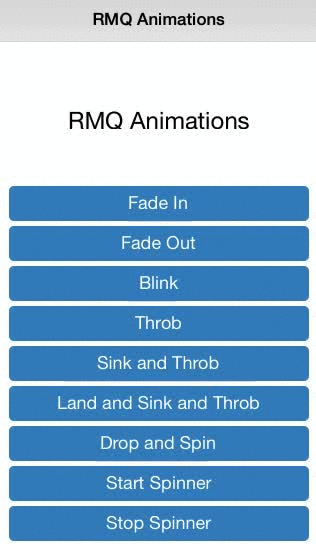 RMQ Animations
RMQ Animations
Fade In
Fade Out
Blink
Throb
Sink and Throb
Land and Sink and Throb
Drop and Spin
Start Spinner
Stop Spinner